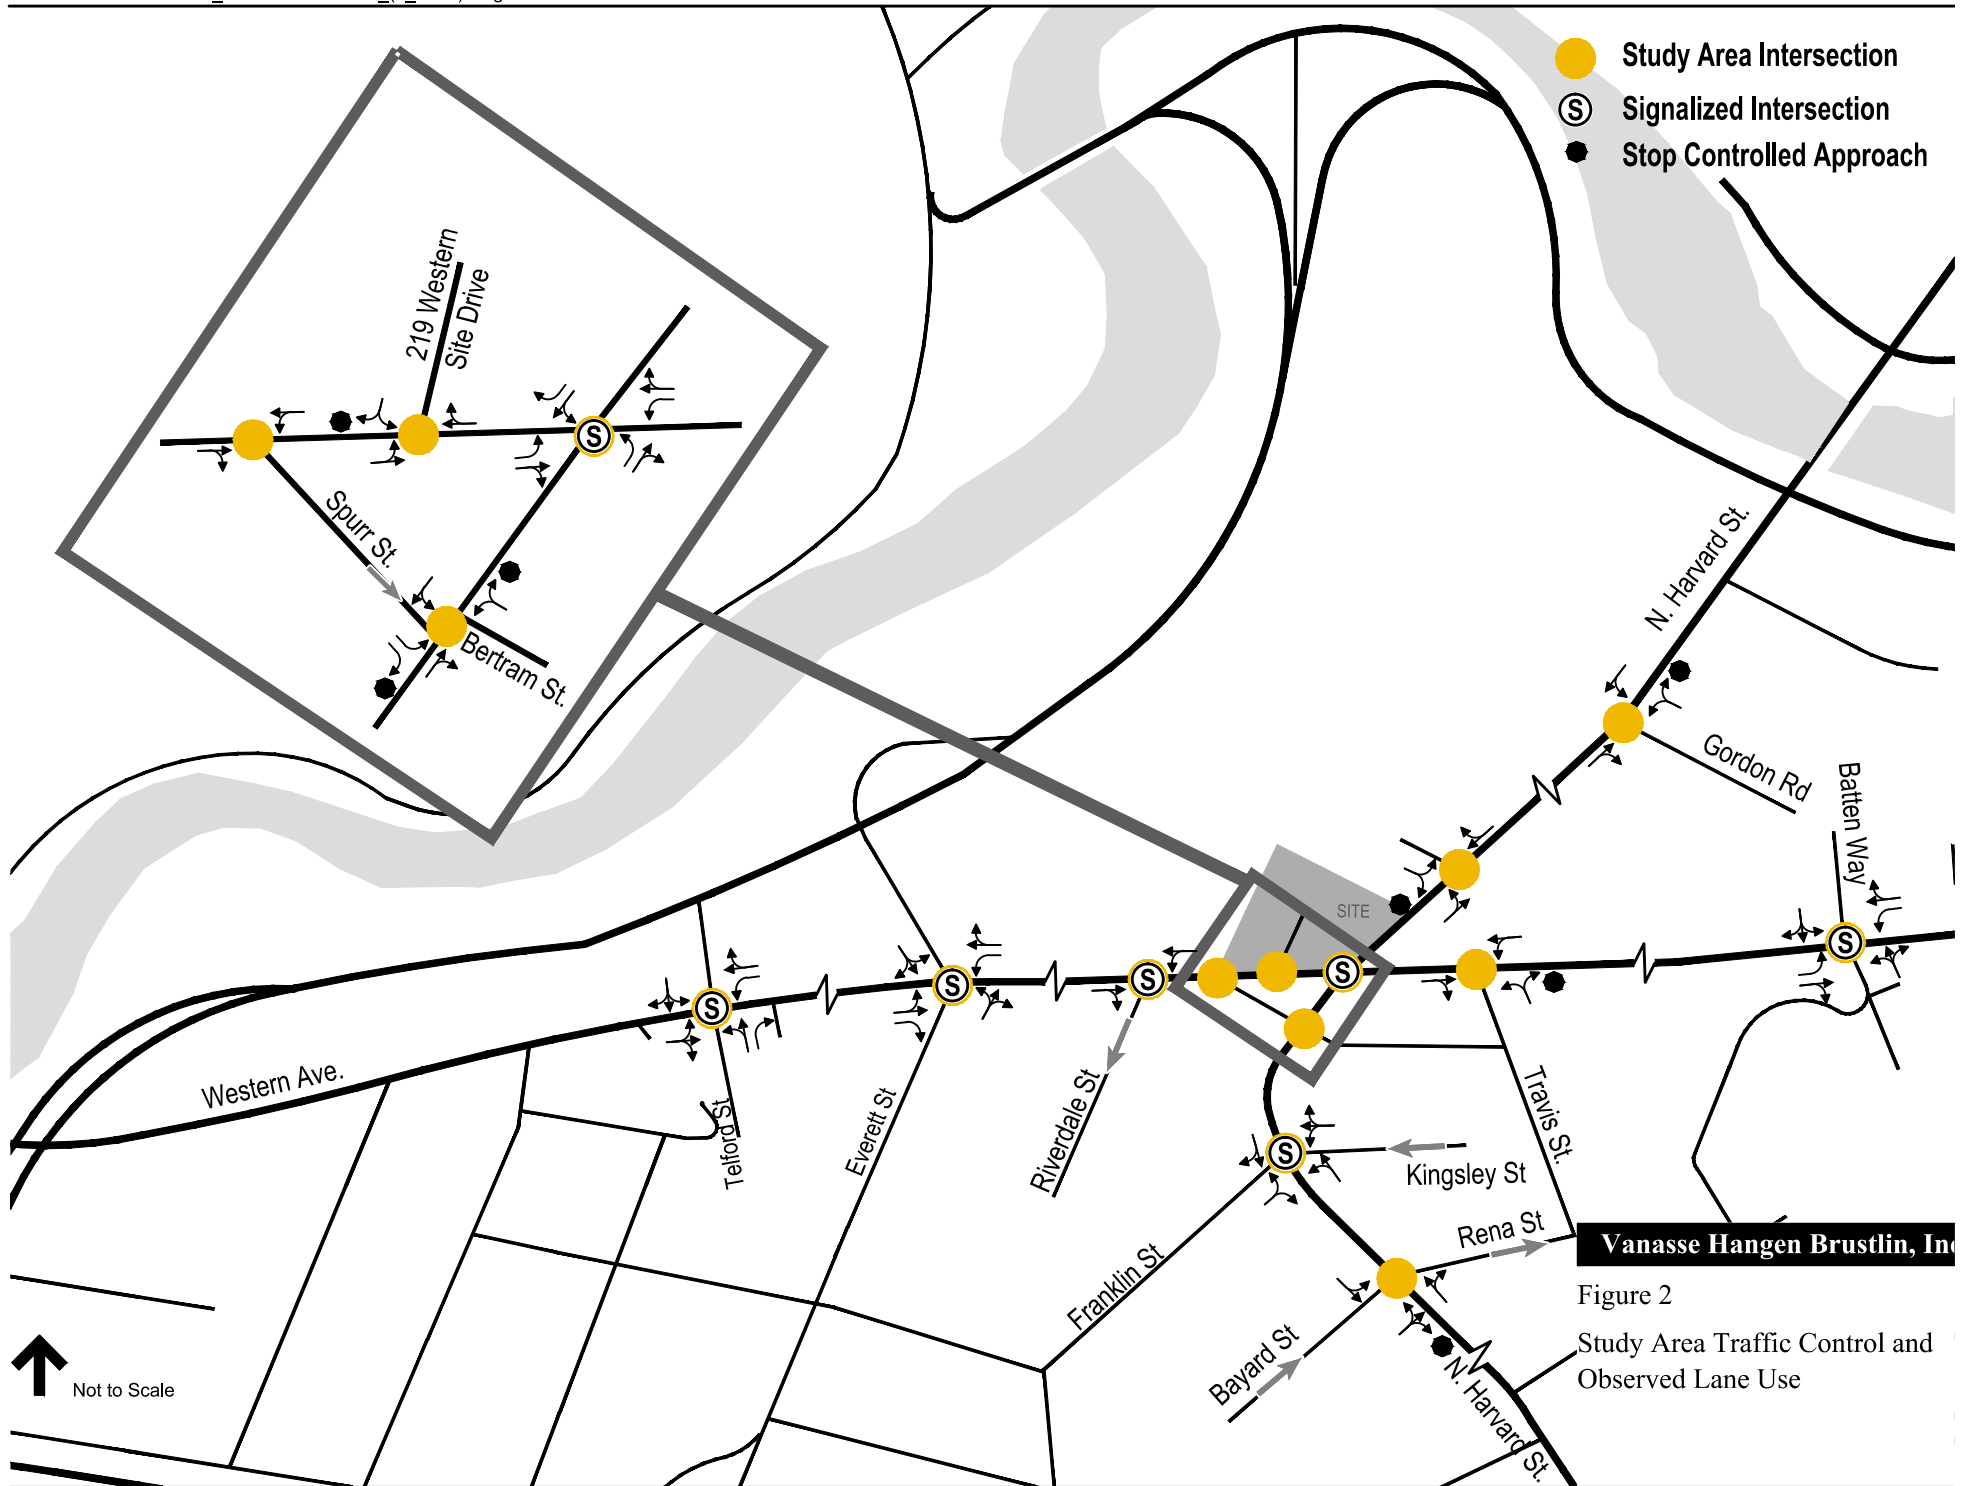 Study Area Intersection
S Signalized Intersection
Stop Controlled Approach
219 Western
Site Drive
S
Spurr St.
Bertram St.
N. Harvard St.
Gordon Rd
Batten Way
SITE
S
S
S
S
S
Western Ave.
Telford St
Everett St
Riverdale St
Travis St.
S
Kingsley St
Franklin St
Rena St
Bayard St
N. Harvard St.
Not to Scale
Vanasse Hangen Brustlin, Inc
Figure 2
Study Area Traffic Control and
Observed Lane Use